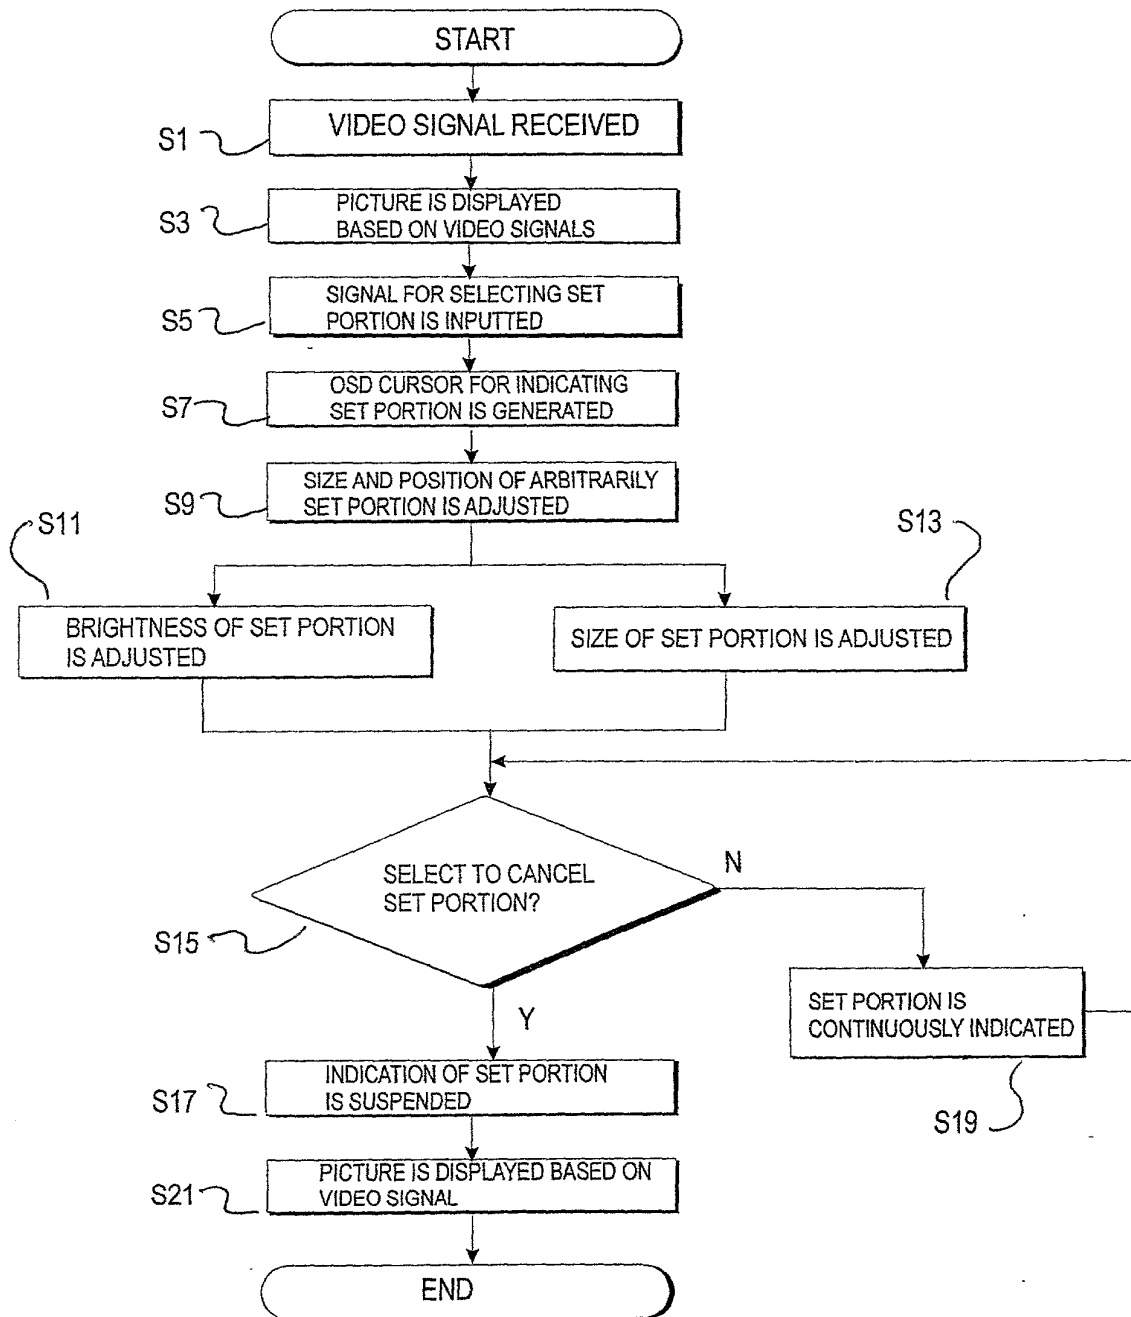 START
S1
VIDEO SIGNAL RECEIVED
S3
PICTURE IS DISPLAYED
BASED ON VIDEO SIGNALS
S5
SIGNAL FOR SELECTING SET
PORTION IS INPUTTED
S7
OSD CURSOR FOR INDICATING
SET PORTION IS GENERATED
S9
SIZE AND POSITION OF ARBITRARILY
SET PORTION IS ADJUSTED
S11
BRIGHTNESS OF SET PORTION
IS ADJUSTED
S13
SIZE OF SET PORTION IS ADJUSTED
SELECT TO CANCEL
SET PORTION?
S15
N
Y
SET PORTION IS
CONTINUOUSLY INDICATED
S19
S17
INDICATION OF SET PORTION
IS SUSPENDED
S21
PICTURE IS DISPLAYED BASED ON
VIDEO SIGNAL
END